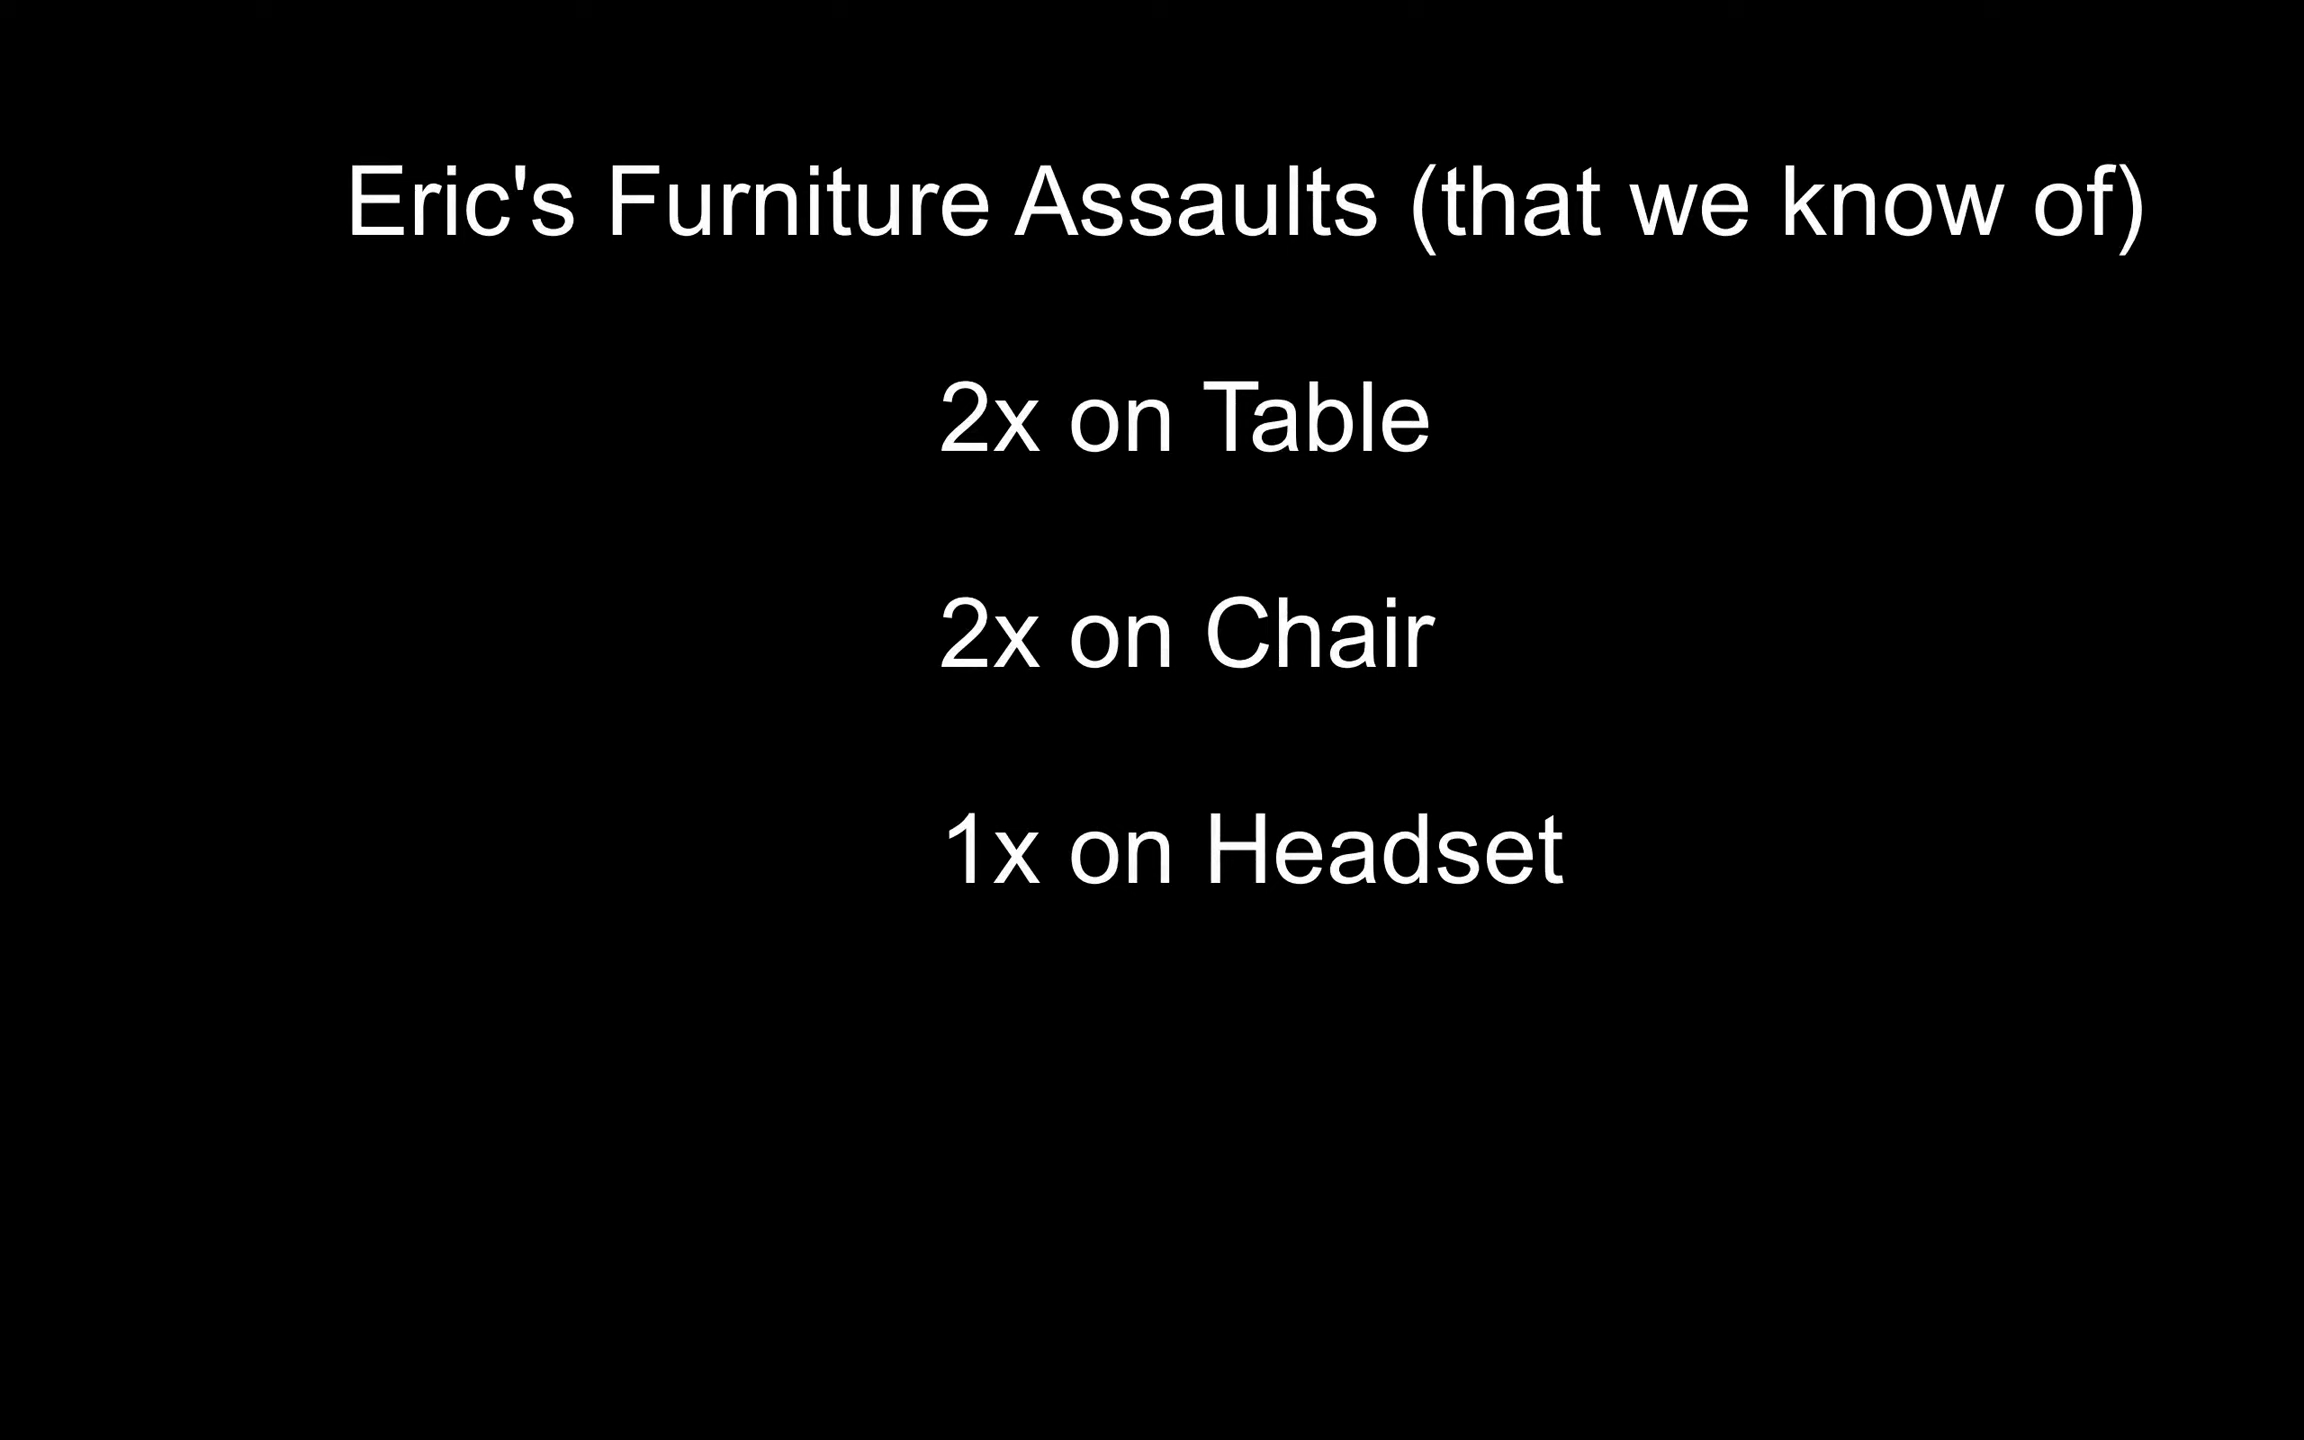 Eric's Furniture Assaults (that we know of)
2x on Table
2x on Chair
1x on Headset